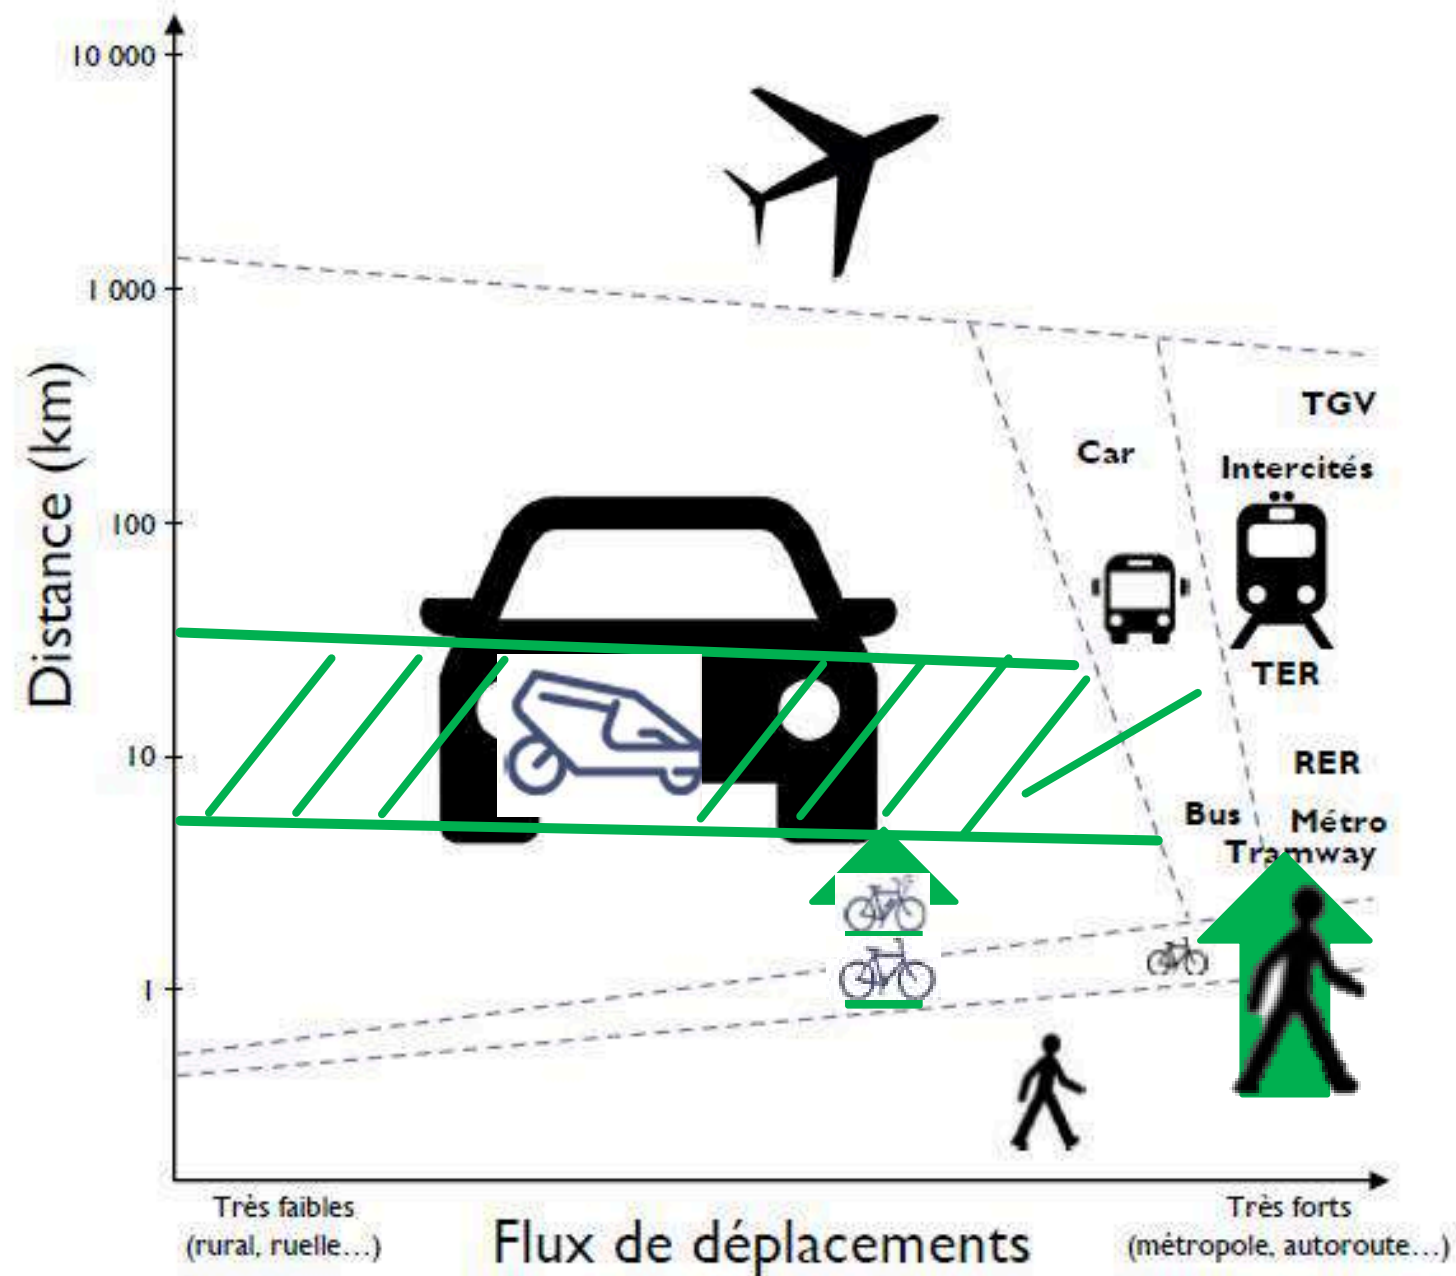 10 000
1 000
100
10
1
Distance (km)
TGV
Car
Intercités
TER
RER
Bus
Métro
Tramway
Très faibles
(rural, ruelle…)
Flux de déplacements
Très forts
(métropole, autoroute…)